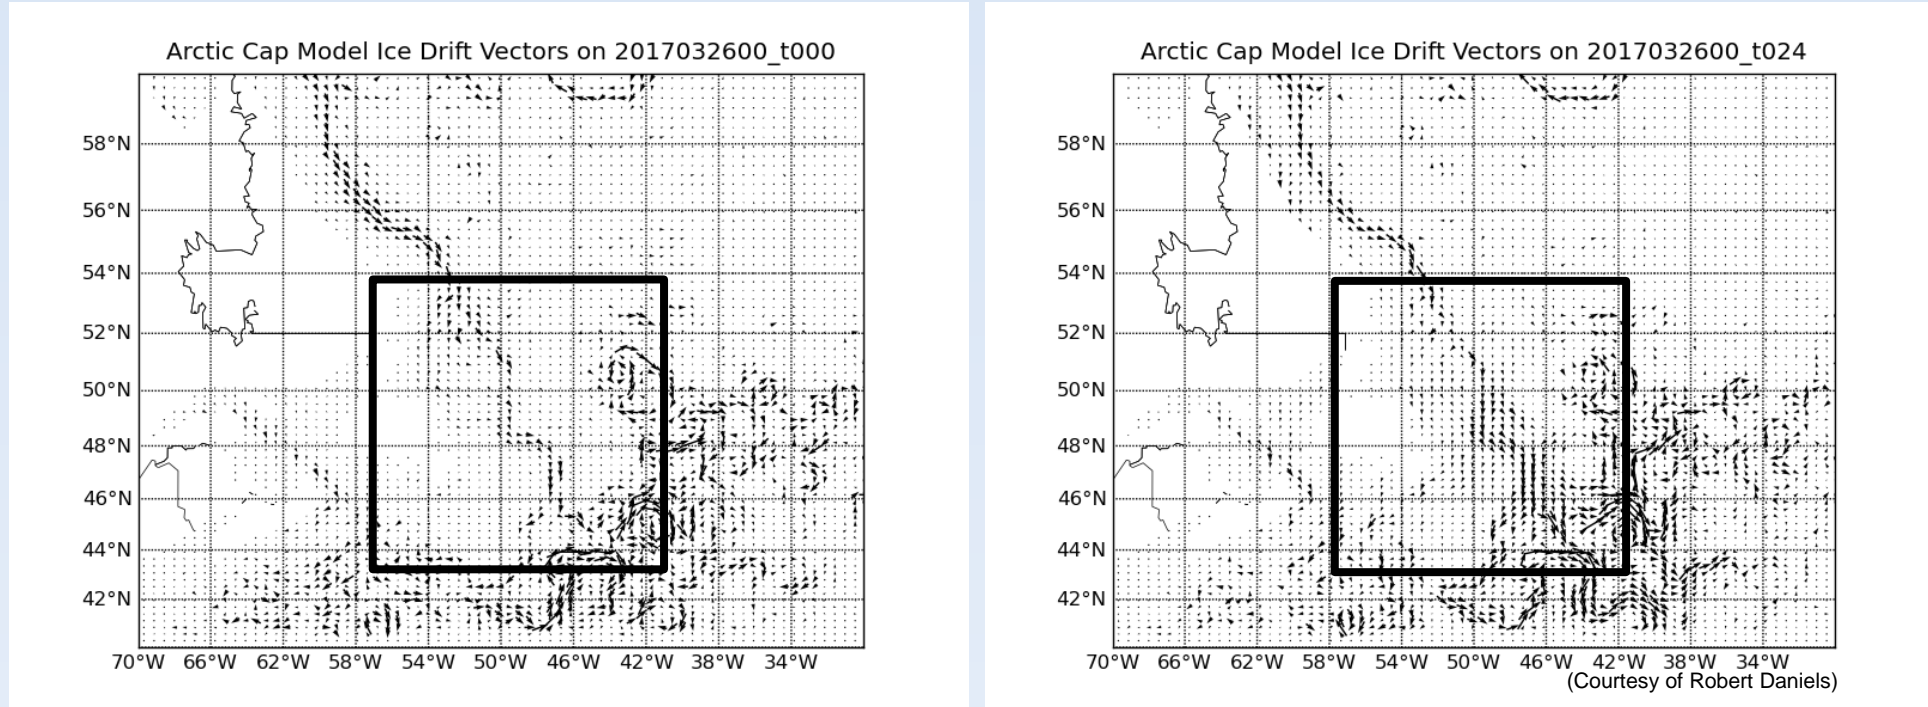 Arctic Cap Model Ice Drift Vectors on 2017032600_t000
58°N
56°N
54°N
52°N
50°N
48°N
46°N
44°N
42°N
70°W 66°W 62°W 58°W 54°W 50°W 46°W 42°W 38°W 34°W
Arctic Cap Model Ice Drift Vectors on 2017032600_t024
58°N
56°N
54°N
52°N
50°N
48°N
46°N
44°N
42°N
70°W 66°W 62°W 58°W 54°W 50°W 46°W 42°W 38°W 34°W
(Courtesy of Robert Daniels)